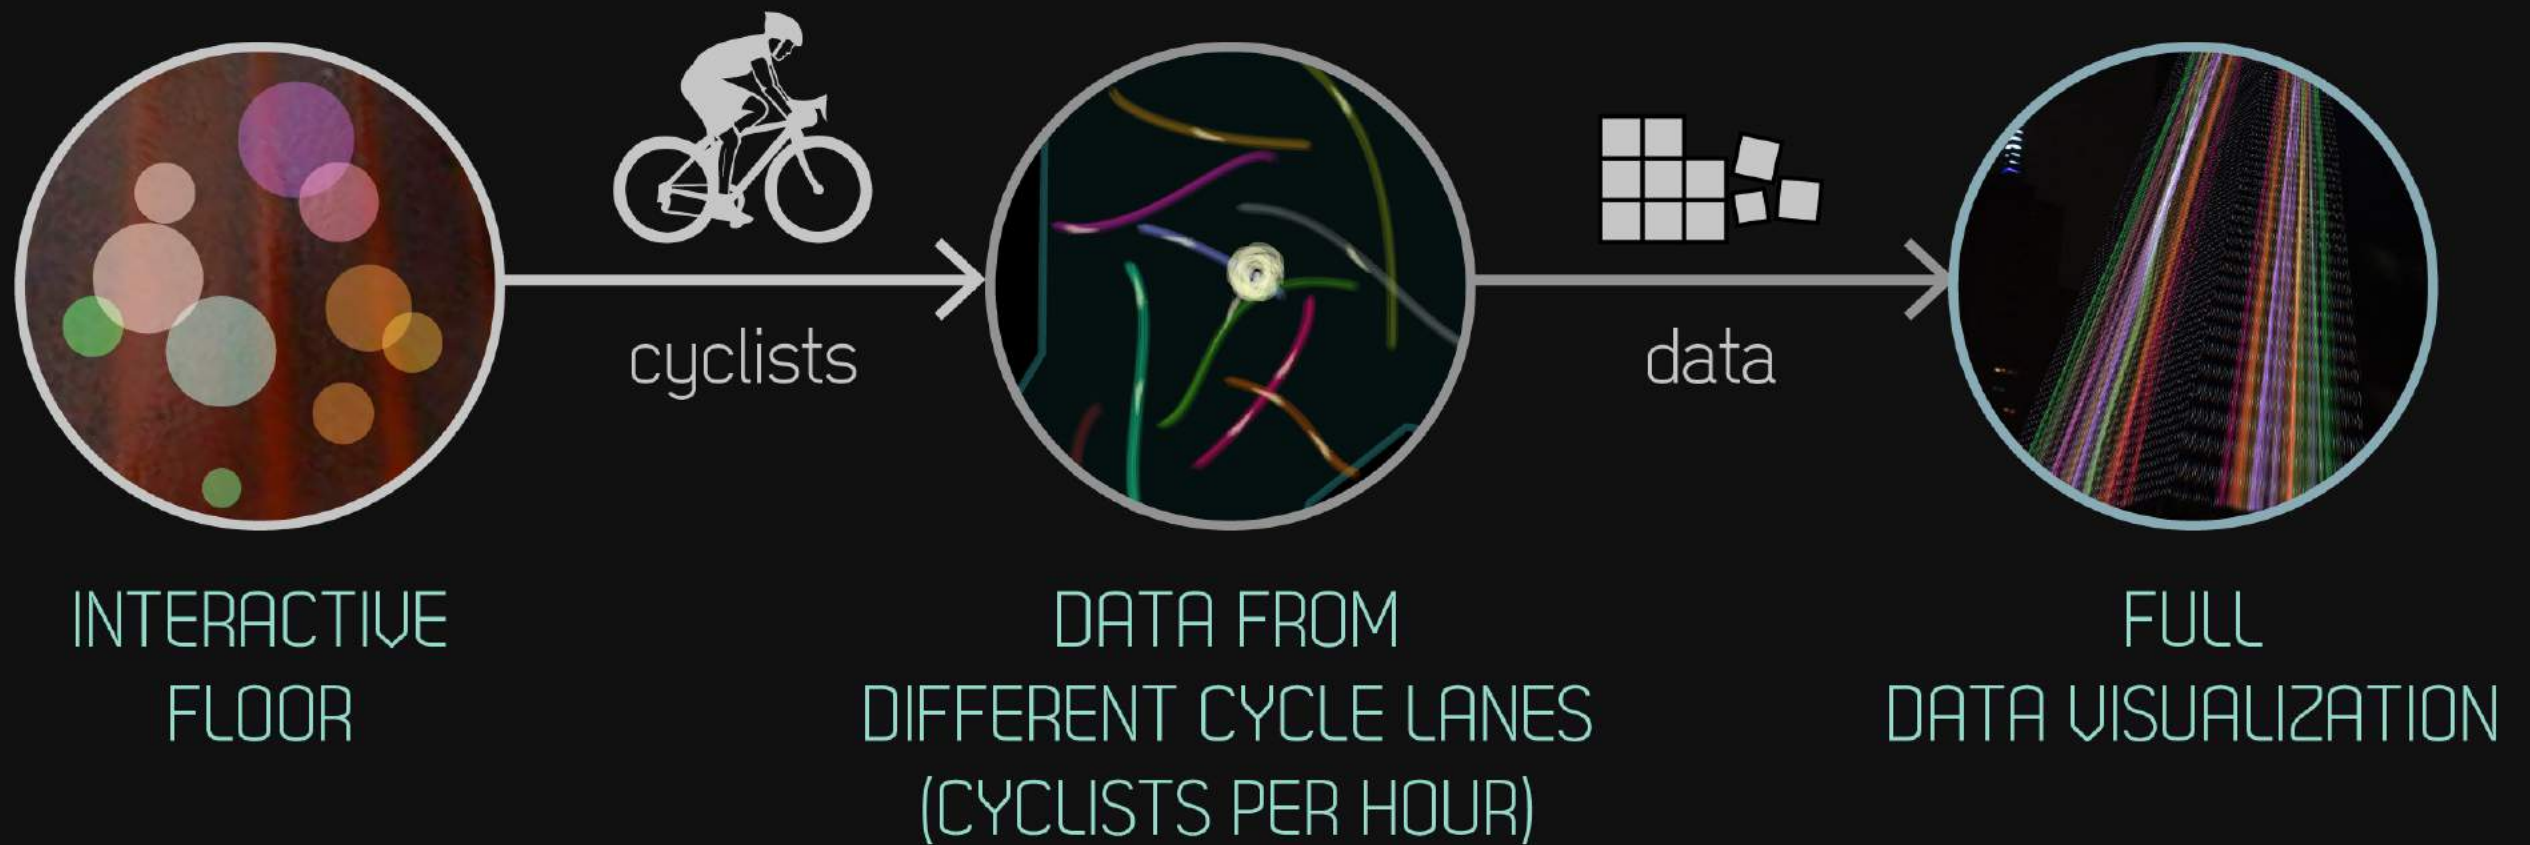 cyclists
data
INTERACTIVE
FLOOR
DATA FROM
DIFFERENT CYCLE LANES
(CYCLISTS PER HOUR)
FULL
DATA VISUALIZATION